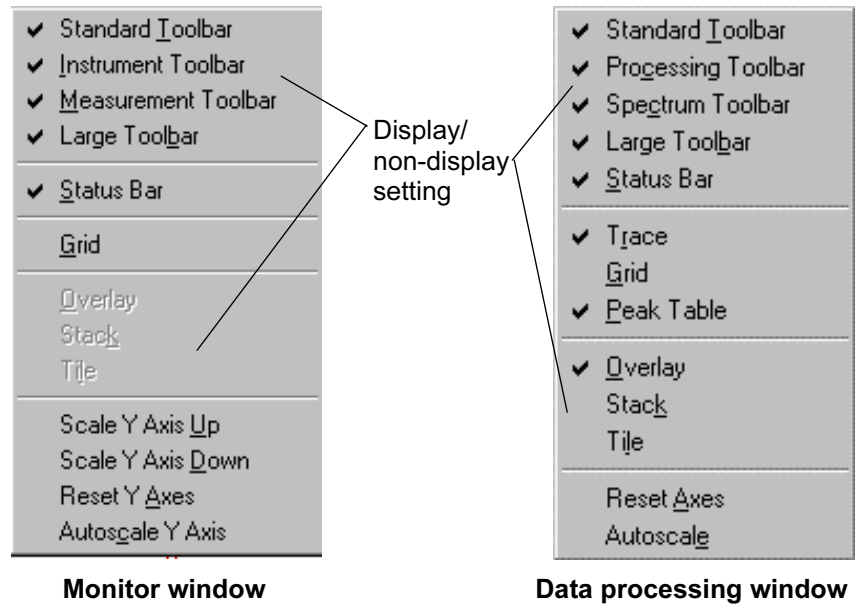 ✔ Standard Toolbar
✔ Instrument Toolbar
✔ Measurement Toolbar
✔ Large Toolbar
✔ Status Bar
Grid
Overlay
Stack
Tile
Scale Y Axis Up
Scale Y Axis Down
Reset Y Axes
Autoscale Y Axis
Monitor window
Display/
non-display
setting
✔ Standard Toolbar
✔ Processing Toolbar
✔ Spectrum Toolbar
✔ Large Toolbar
✔ Status Bar
✔ Trace
Grid
✔ Peak Table
✔ Overlay
Stack
Tile
Reset Axes
Autoscale
Data processing window